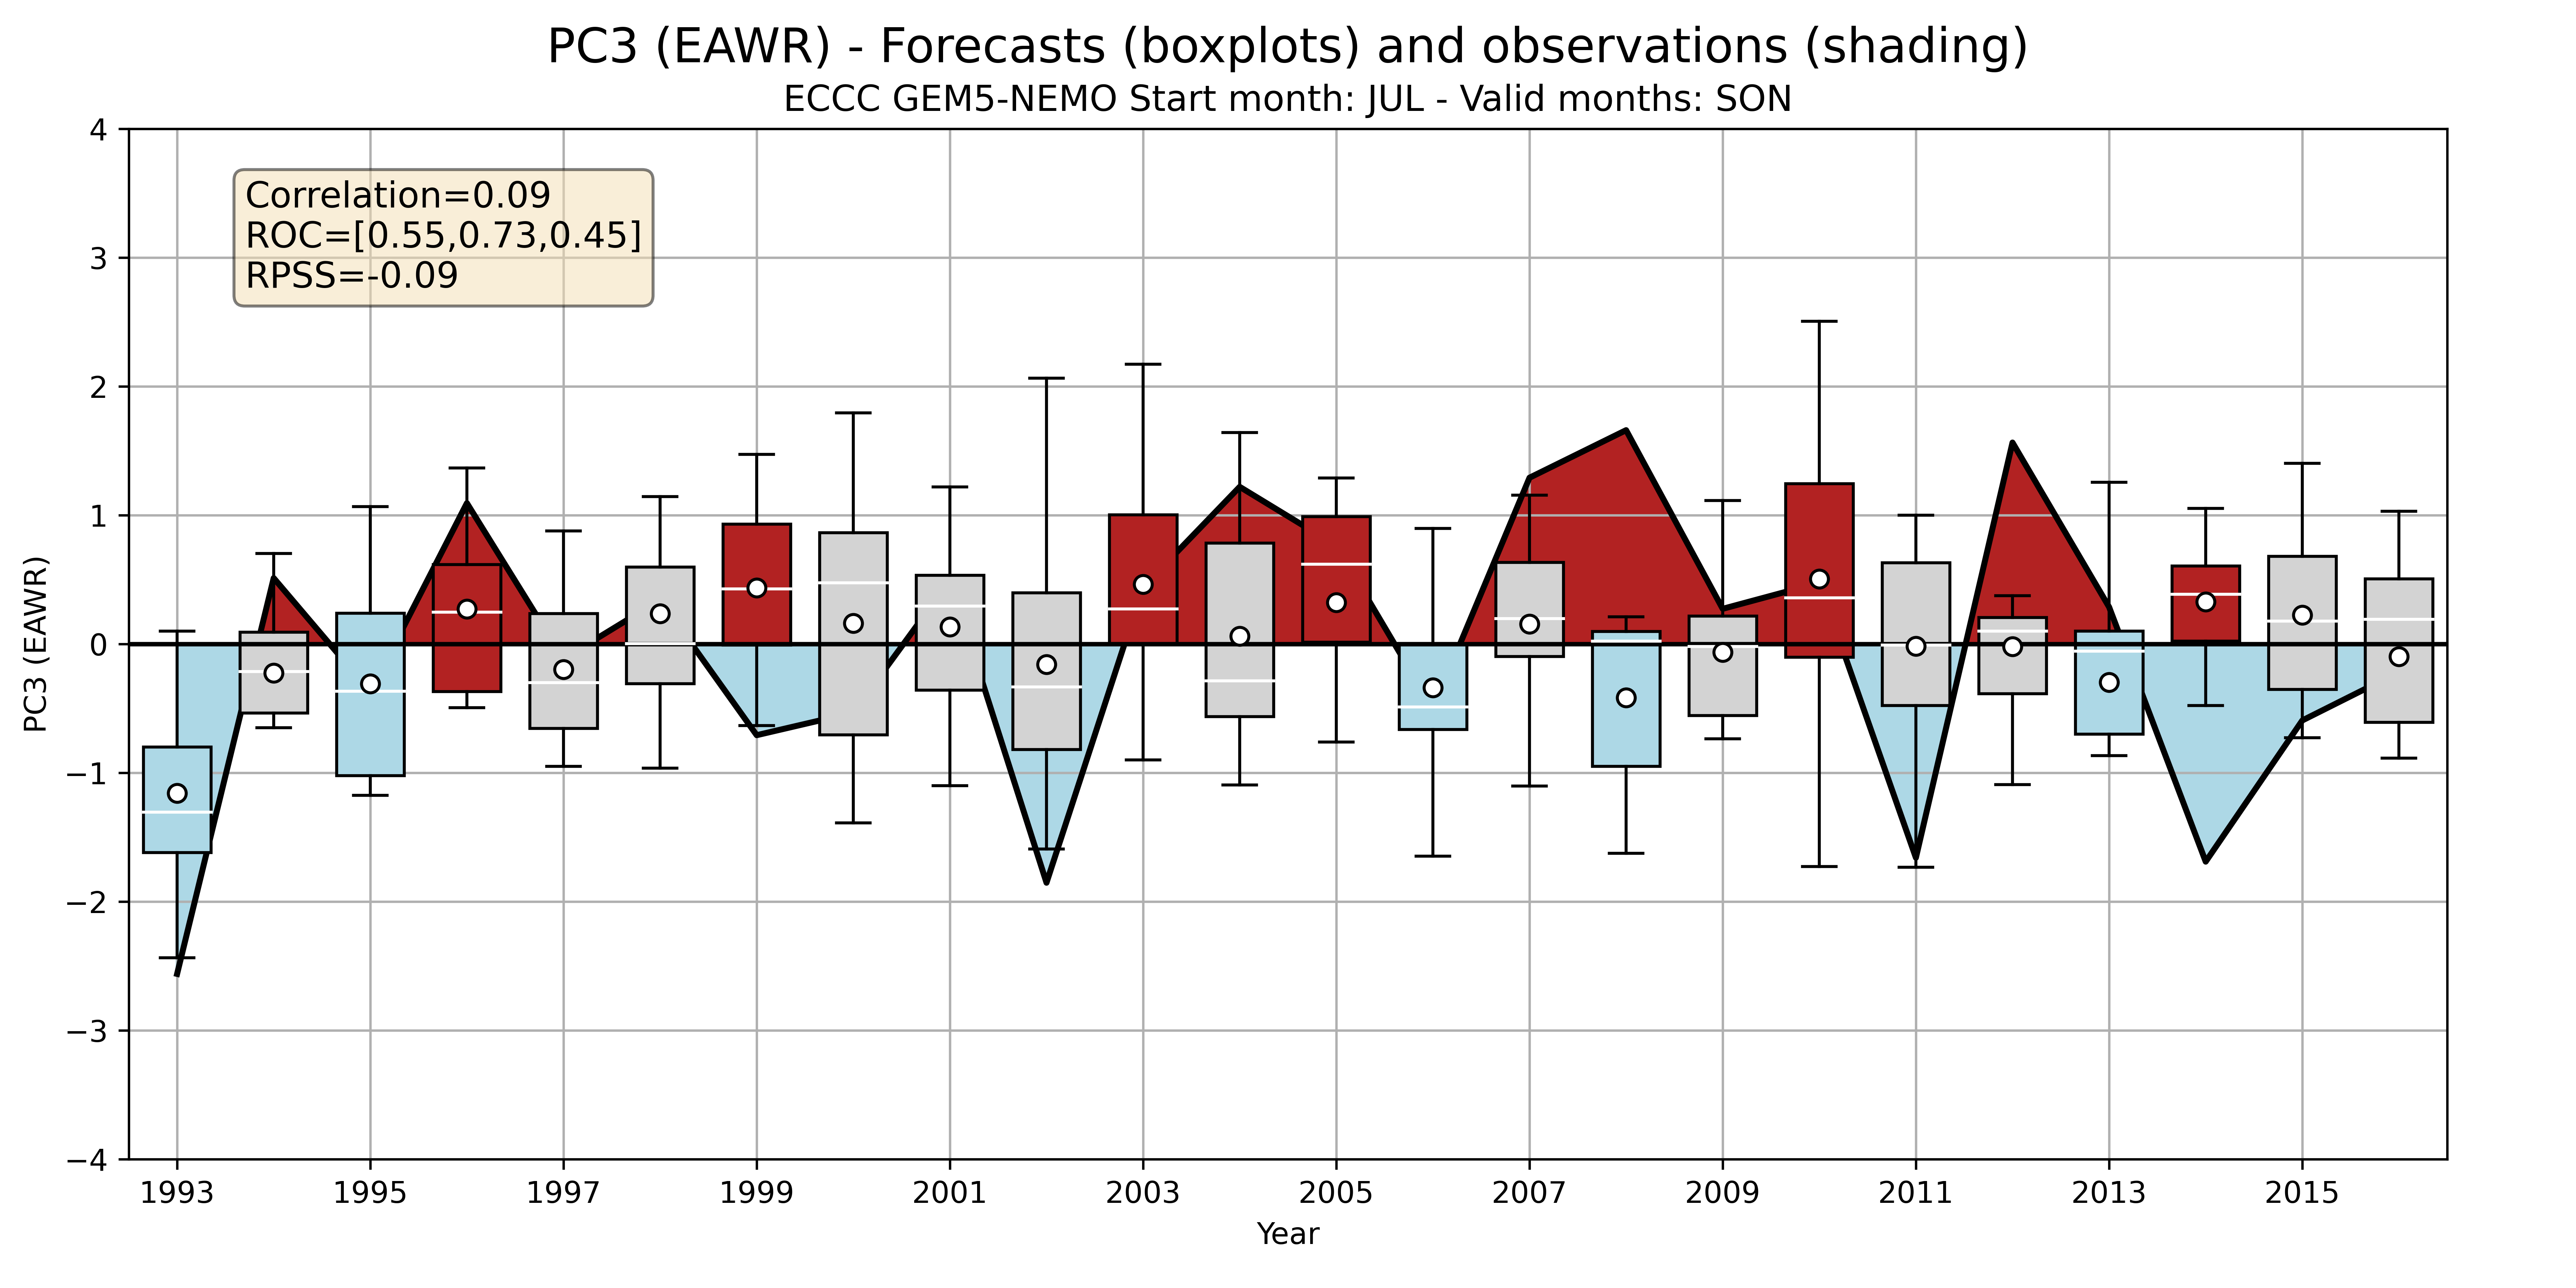 PC3 (EAWR) - Forecasts (boxplots) and observations (shading)
ECCC GEM5-NEMO Start month: JUL - Valid months: SON
Correlation=0.09
ROC=[0.55,0.73,0.45]
RPSS=-0.09
PC3 (EAWR)
4
3
2
1
0
−1
−2
−3
−4
1993 1995 1997 1999 2001 2003 2005 2007 2009 2011 2013 2015
Year